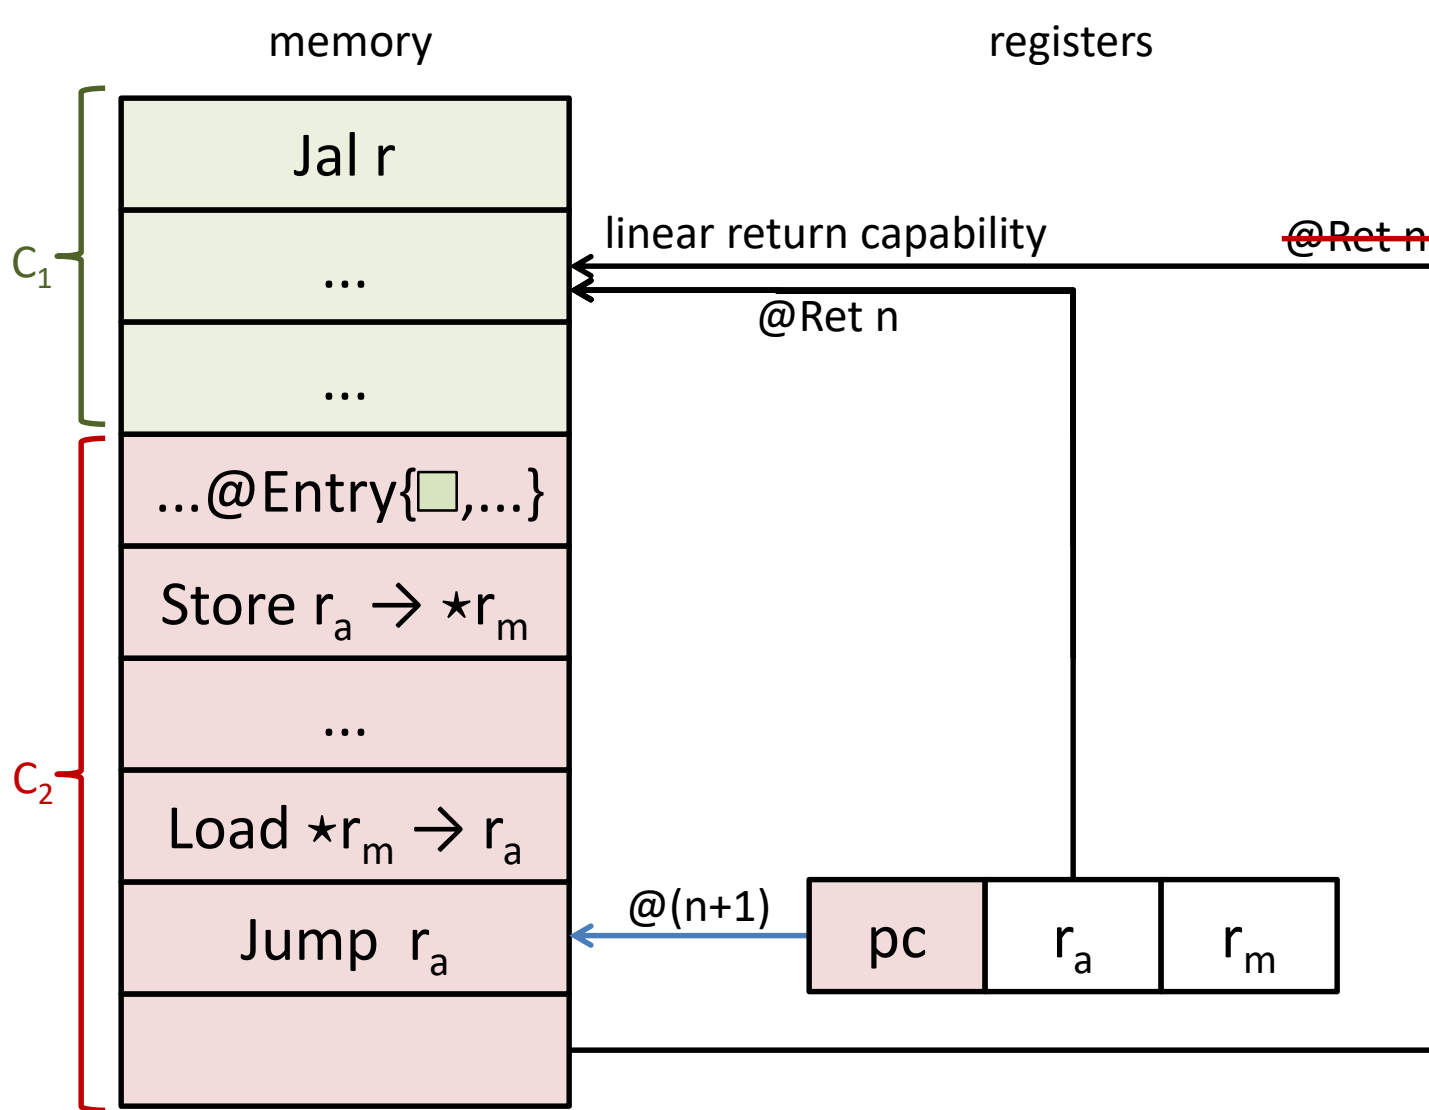 memory registers
Jal r
linear return capability @Ret n
C₁ ...
@Ret n
...
...@Entry{ ,...}
Store rₐ → ⋆rₘ
...
C₂
Load ⋆rₘ → rₐ
@(n+1)
Jump rₐ pc rₐ rₘ